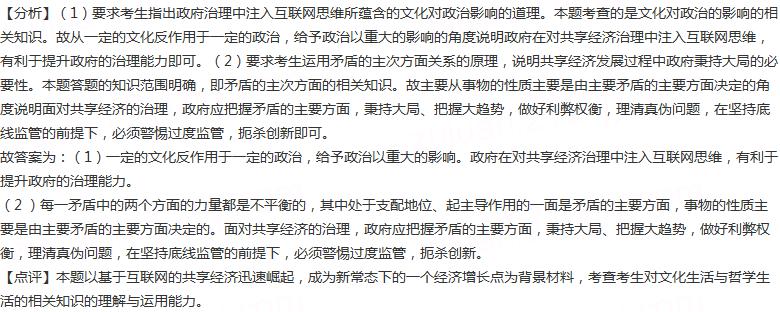 【分析】（1）要求考生指出政府治理中注入互联网思维所蕴含的文化对政治影响的道理。本题考查的是文化对政治的影响的相
关知识。故从一定的文化反作用于一定的政治，给予政治以重大的影响的角度说明政府在对共享经济治理中注入互联网思维，
有利于提升政府的治理能力即可。（2）要求考生运用矛盾的主次方面关系的原理，说明共享经济发展过程中政府秉持大局的必
要性。本题答题的知识范围明确，即矛盾的主次方面的相关知识。故主要从事物的性质主要是由主要矛盾的主要方面决定的角
度说明面对共享经济的治理，政府应把握矛盾的主要方面，秉持大局、把握大趋势，做好利弊权衡，理清真伪问题，在坚持底
线监管的前提下，必须警惕过度监管，扼杀创新即可。
故答案为：（1）一定的文化反作用于一定的政治，给予政治以重大的影响。政府在对共享经济治理中注入互联网思维，有利于
提升政府的治理能力。
（2）每一矛盾中的两个方面的力量都是不平衡的，其中处于支配地位、起主导作用的一面是矛盾的主要方面，事物的性质主
要是由主要矛盾的主要方面决定的。面对共享经济的治理，政府应把握矛盾的主要方面，秉持大局、把握大趋势，做好利弊权
衡，理清真伪问题，在坚持底线监管的前提下，必须警惕过度监管，扼杀创新。
【点评】本题以基于互联网的共享经济迅速崛起，成为新常态下的一个经济增长点为背景材料，考查考生对文化生活与哲学生
活的相关知识的理解与运用能力。